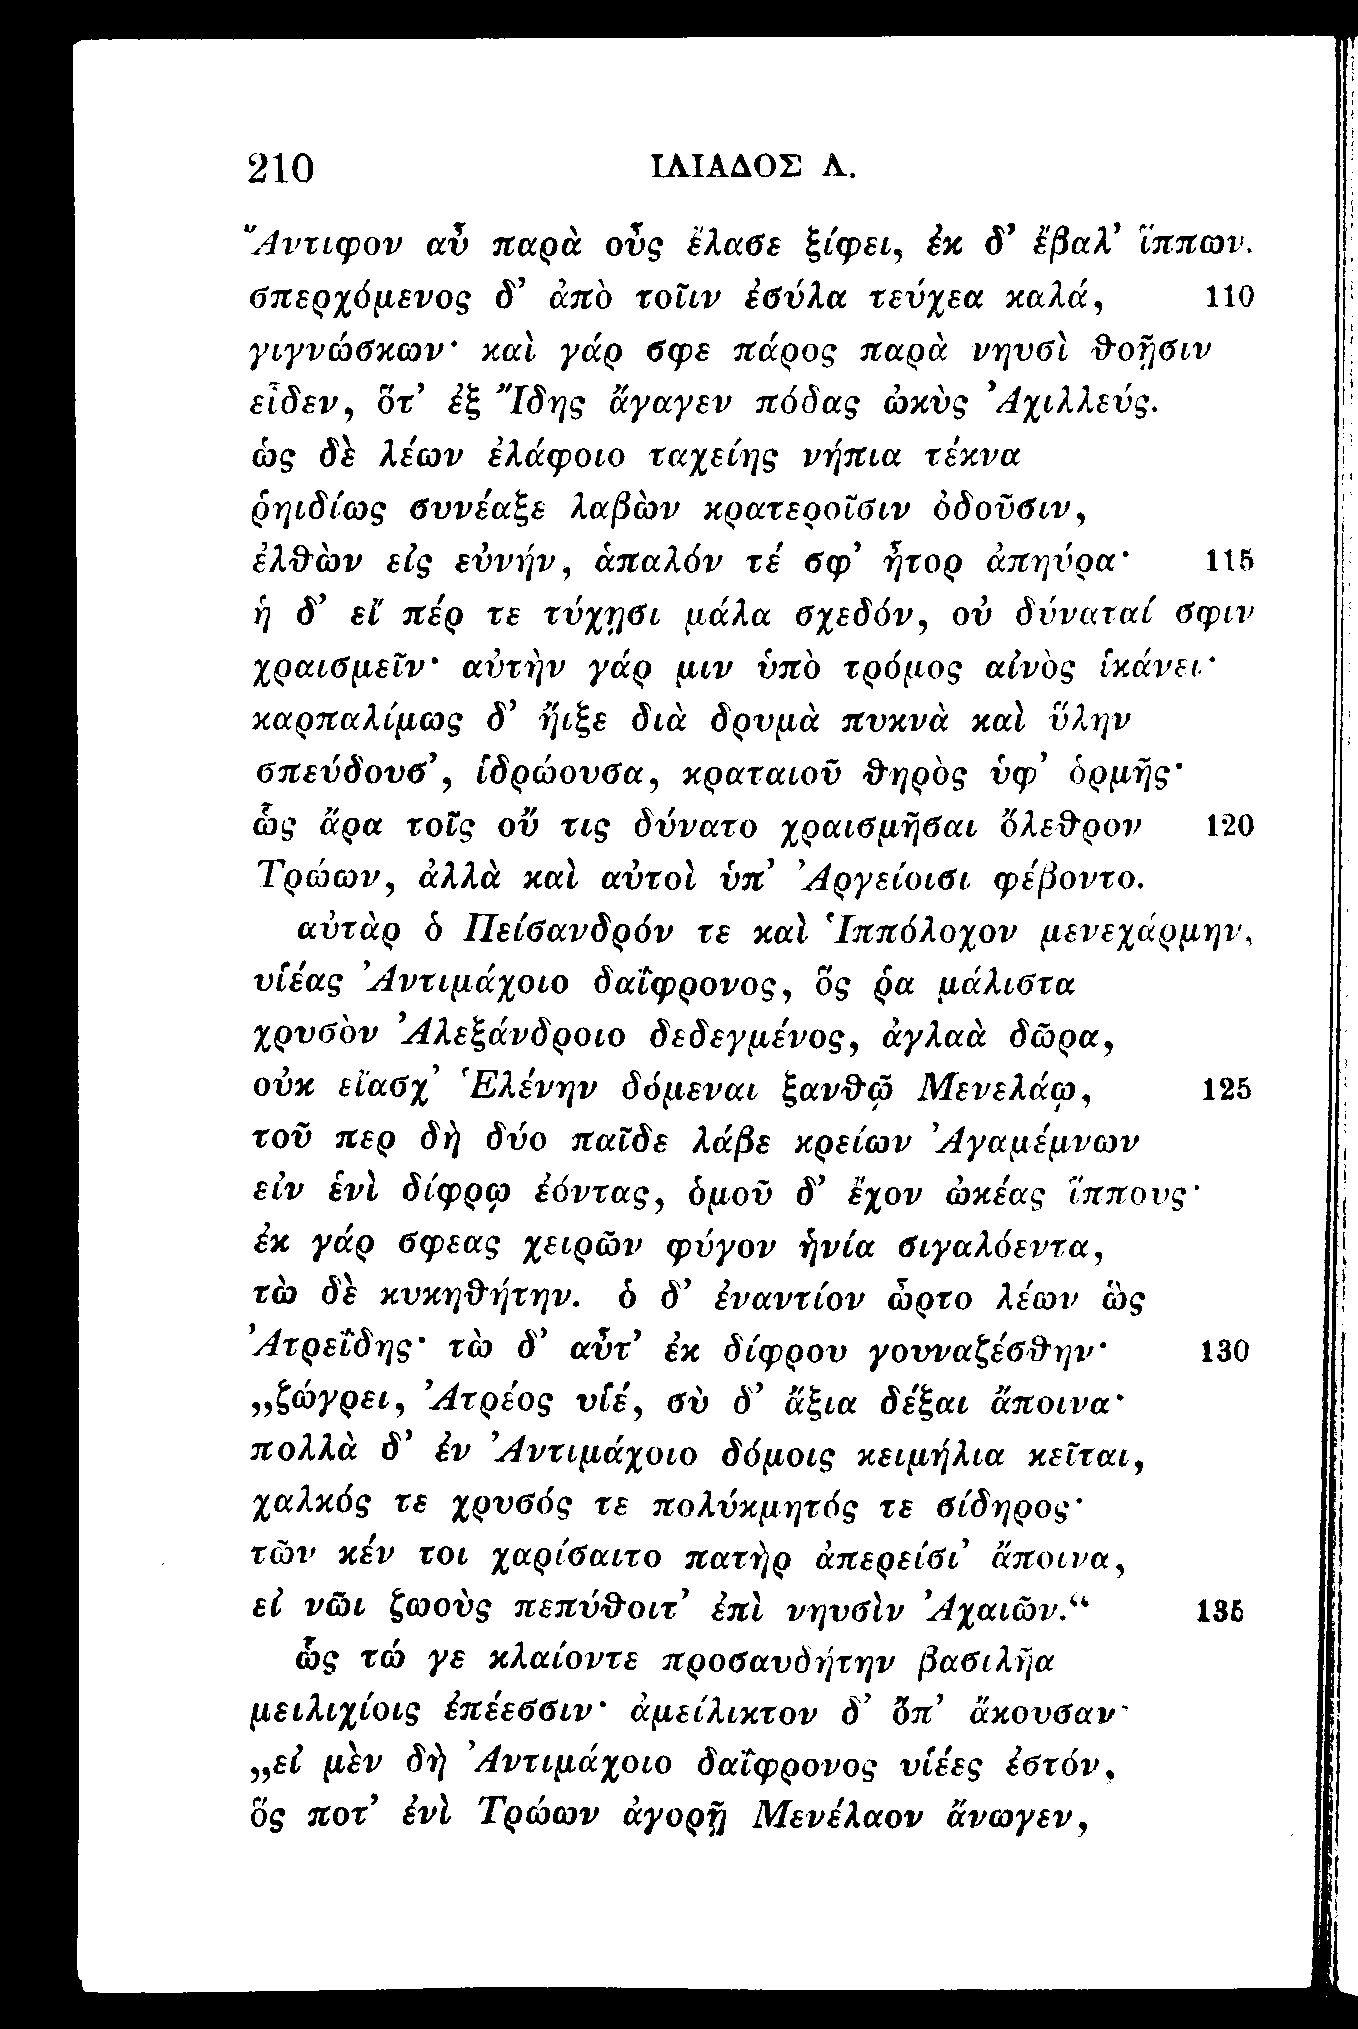 210 ΙΛΙΑΔΟΣ Λ.
Ἄντιφον αὖ παρὰ οὖς ἔλασε ξίφει, ἐκ δ’ ἔβαλ’ ἵππων.
σπερχόμενος δ’ ἀπὸ τοῖιν ἐσύλα τεύχεα καλά, 110
γιγνώσκων· καὶ γάρ σφε πάρος παρὰ νηυσὶ θοῇσιν
εἶδεν, ὅτ’ ἐξ Ἴδης ἄγαγεν πόδας ὠκὺς Ἀχιλλεύς.
ὡς δὲ λέων ἐλάφοιο ταχείης νήπια τέκνα
ῥηιδίως συνέαξε λαβὼν κρατεροῖσιν ὀδοῦσιν,
ἐλθὼν εἰς εὐνήν, ἁπαλόν τέ σφ’ ἦτορ ἀπηύρα· 115
ἡ δ’ εἴ πέρ τε τύχῃσι μάλα σχεδόν, οὐ δύναταί σφιν
χραισμεῖν· αὐτὴν γάρ μιν ὑπὸ τρόμος αἰνὸς ἱκάνει·
καρπαλίμως δ’ ἤιξε διὰ δρυμὰ πυκνὰ καὶ ὕλην
σπεύδουσ’, ἱδρώουσα, κραταιοῦ θηρὸς ὑφ’ ὁρμῆς·
ὣς ἄρα τοῖς οὔ τις δύνατο χραισμῆσαι ὄλεθρον 120
Τρώων, ἀλλὰ καὶ αὐτοὶ ὑπ’ Ἀργείοισι φέβοντο.
αὐτὰρ ὁ Πείσανδρόν τε καὶ Ἱππόλοχον μενεχάρμην,
υἱέας Ἀντιμάχοιο δαΐφρονος, ὅς ῥα μάλιστα
χρυσὸν Ἀλεξάνδροιο δεδεγμένος, ἀγλαὰ δῶρα,
οὐκ εἴασχ’ Ἑλένην δόμεναι ξανθῷ Μενελάῳ, 125
τοῦ περ δὴ δύο παῖδε λάβε κρείων Ἀγαμέμνων
εἰν ἑνὶ δίφρῳ ἐόντας, ὁμοῦ δ’ ἔχον ὠκέας ἵππους·
ἐκ γάρ σφεας χειρῶν φύγον ἡνία σιγαλόεντα,
τὼ δὲ κυκηθήτην. ὁ δ’ ἐναντίον ὦρτο λέων ὣς
Ἀτρεΐδης· τὼ δ’ αὖτ’ ἐκ δίφρου γουναζέσθην· 130
„ζώγρει, Ἀτρέος υἱέ, σὺ δ’ ἄξια δέξαι ἄποινα·
πολλὰ δ’ ἐν Ἀντιμάχοιο δόμοις κειμήλια κεῖται,
χαλκός τε χρυσός τε πολύκμητός τε σίδηρος·
τῶν κέν τοι χαρίσαιτο πατὴρ ἀπερείσι’ ἄποινα,
εἰ νῶι ζωοὺς πεπύθοιτ’ ἐπὶ νηυσὶν Ἀχαιῶν.“ 135
ὣς τώ γε κλαίοντε προσαυδήτην βασιλῆα
μειλιχίοις ἐπέεσσιν· ἀμείλικτον δ’ ὄπ’ ἄκουσαν·
„εἰ μὲν δὴ Ἀντιμάχοιο δαΐφρονος υἱέες ἐστόν,
ὅς ποτ’ ἐνὶ Τρώων ἀγορῇ Μενέλαον ἄνωγεν,